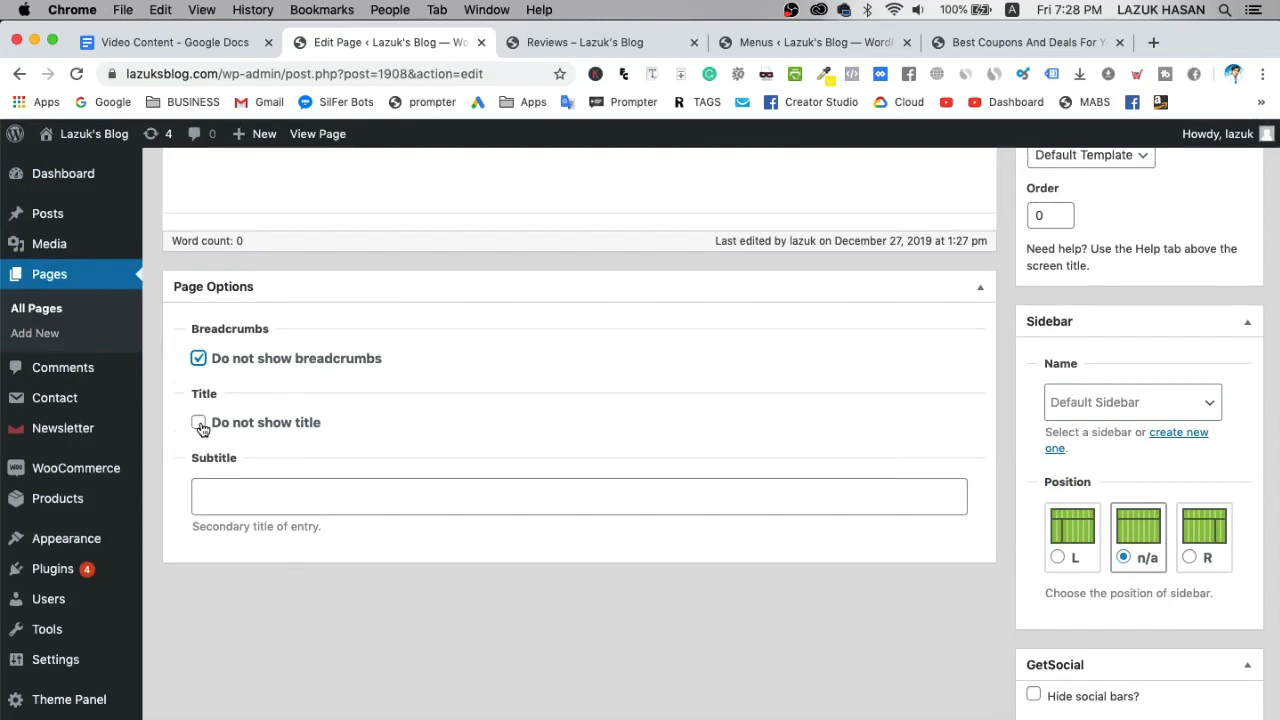 Chrome File Edit View History Bookmarks People Tab Window Help 100% A Fri 7:28 PM LAZUK HASAN
Video Content - Google Docs
Edit Page ‹ Lazuk's Blog — Wo
Reviews – Lazuk's Blog
Menus ‹ Lazuk's Blog — WordP
Best Coupons And Deals For Y
lazuksblog.com/wp-admin/post.php?post=1908&action=edit
Apps Google BUSINESS Gmail SilFer Bots prompter Apps Prompter R TAGS Creator Studio Cloud Dashboard MABS
Lazuk's Blog 4 0 New View Page Howdy, lazuk
Dashboard
Posts
Media
Pages
All Pages
Add New
Comments
Contact
Newsletter
WooCommerce
Products
Appearance
Plugins 4
Users
Tools
Settings
Theme Panel
Word count: 0 Last edited by lazuk on December 27, 2019 at 1:27 pm
Page Options
Breadcrumbs
Do not show breadcrumbs
Title
Do not show title
Subtitle
Secondary title of entry.
Default Template
Order
0
Need help? Use the Help tab above the
screen title.
Sidebar
Name
Default Sidebar
Select a sidebar or create new
one.
Position
L n/a R
Choose the position of sidebar.
GetSocial
Hide social bars?